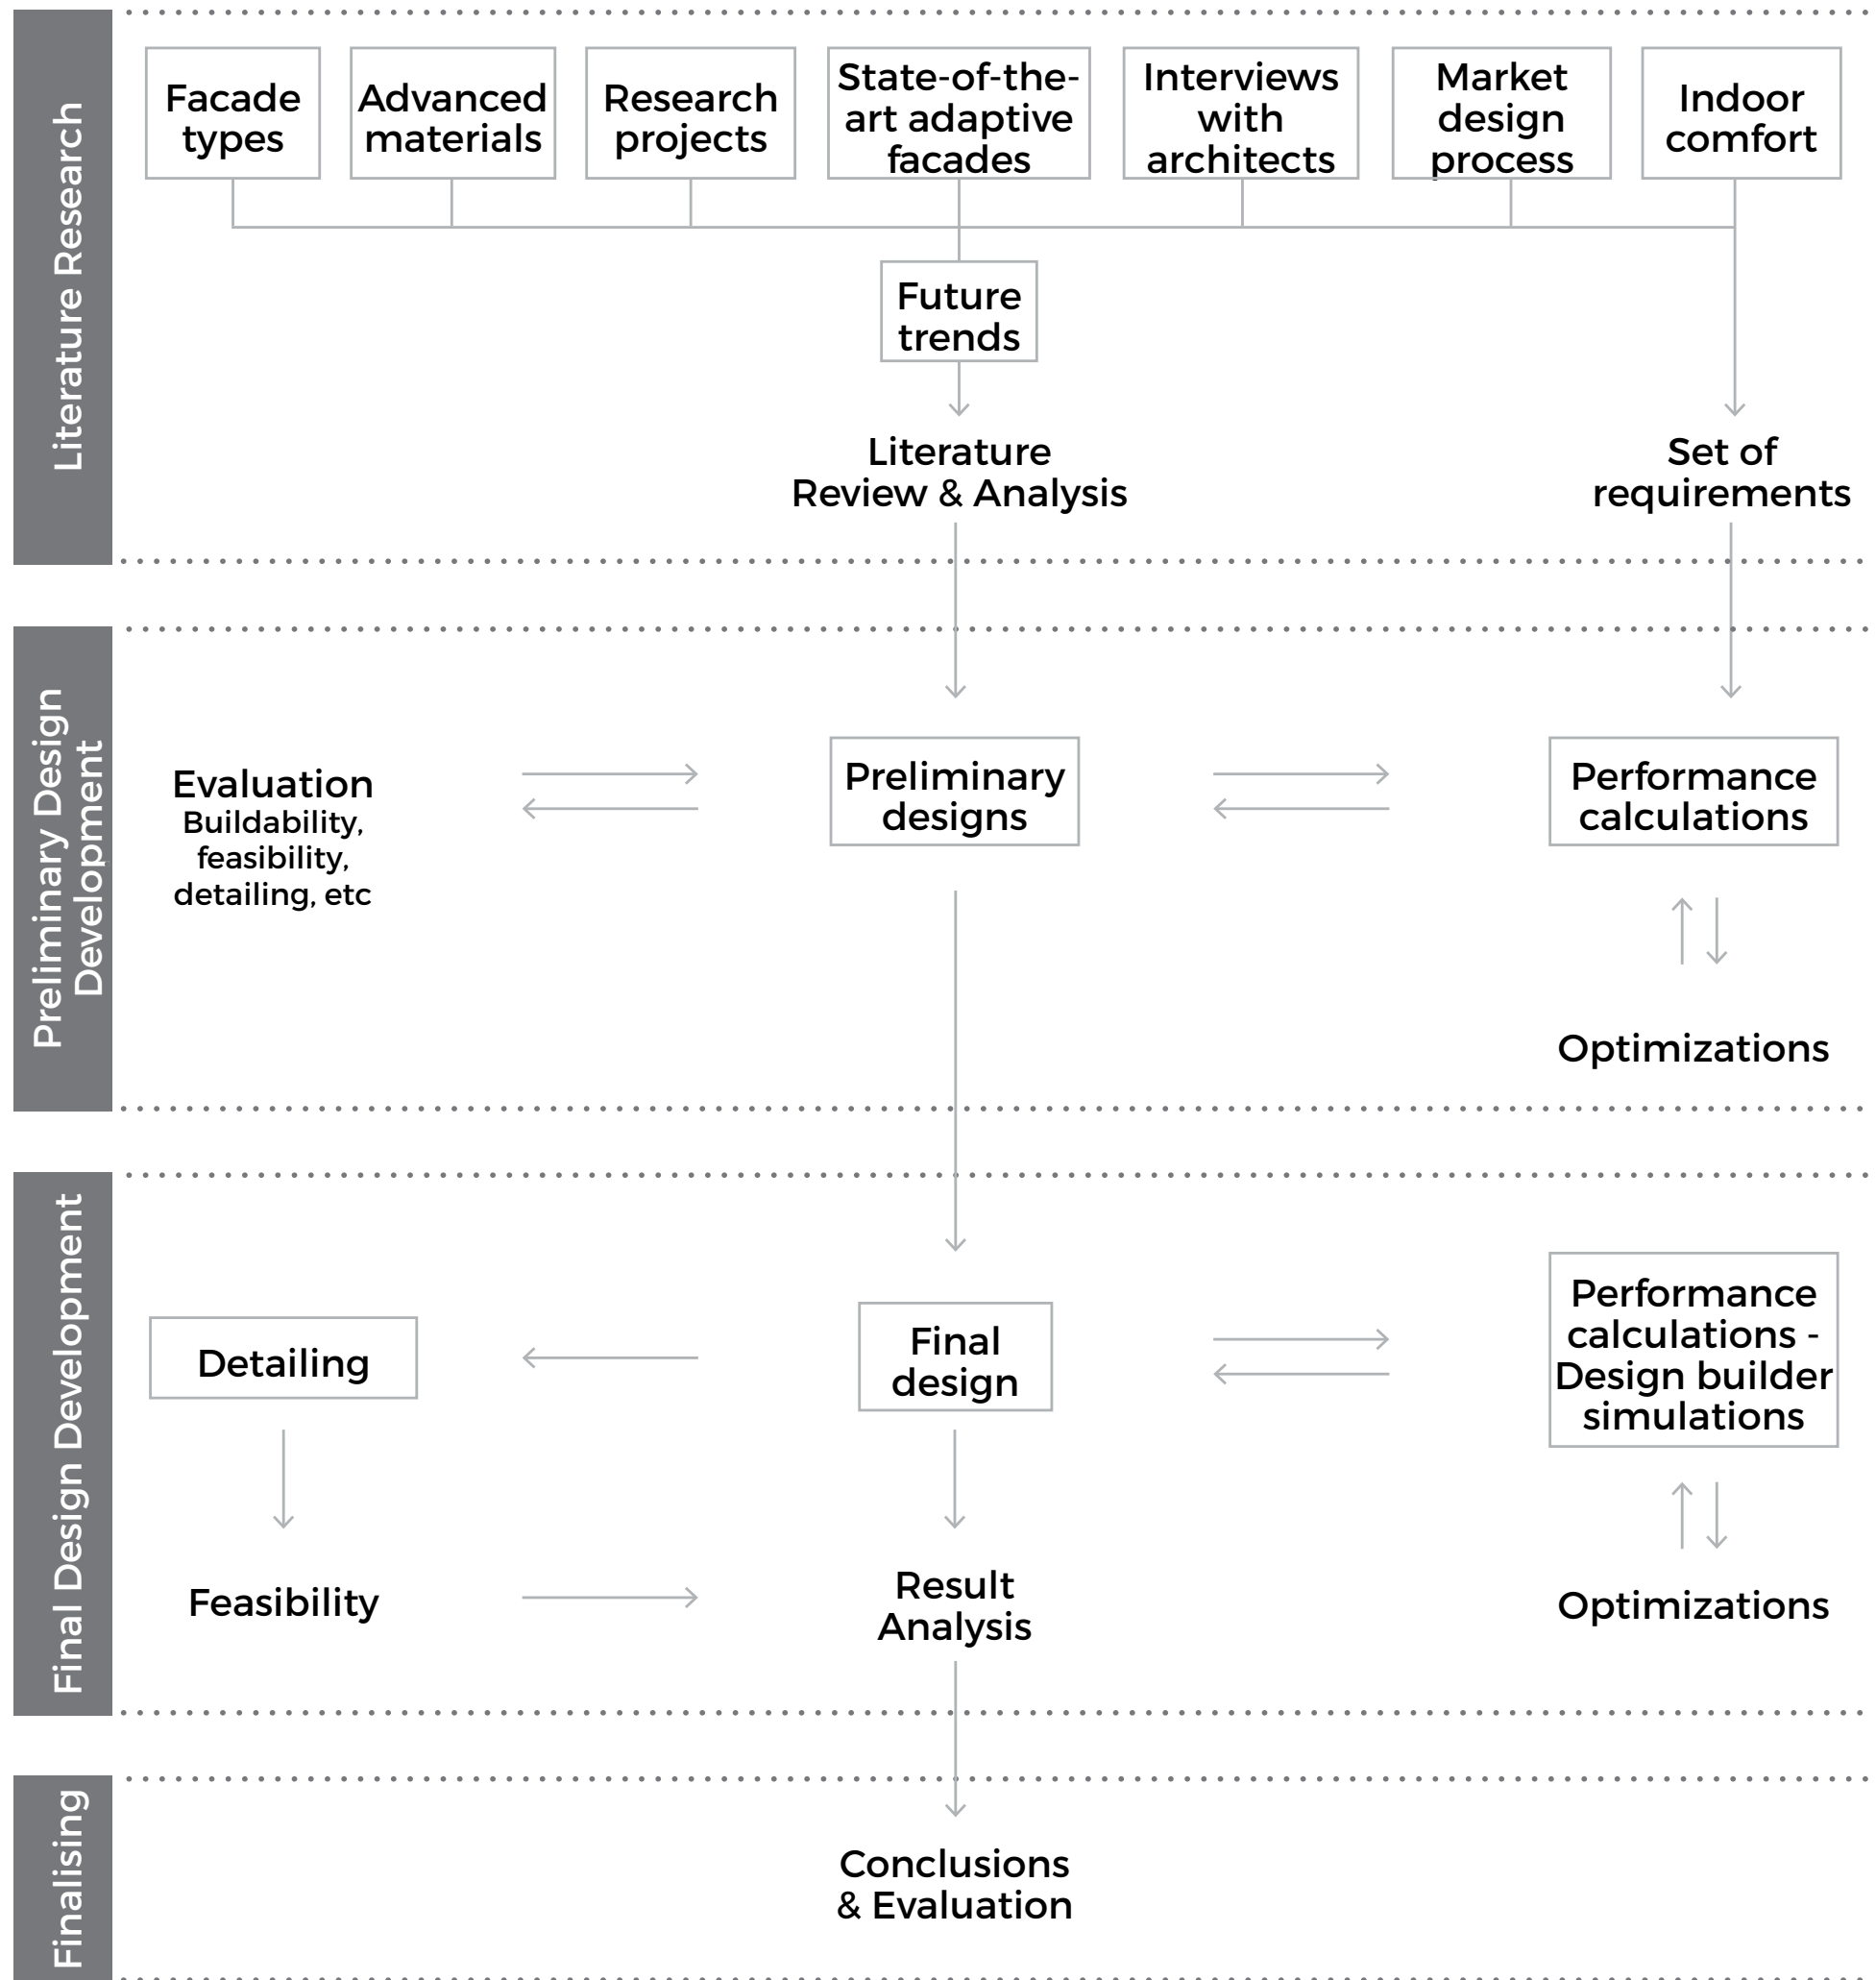 Literature Research
Facade
types
Advanced
materials
Research
projects
State-of-the-
art adaptive
facades
Interviews
with
architects
Market
design
process
Indoor
comfort
Future
trends
Literature
Review & Analysis
Set of
requirements
Preliminary Design
Development
Evaluation
Buildability,
feasibility,
detailing, etc
Preliminary
designs
Performance
calculations
Optimizations
Final Design Development
Detailing
Final
design
Performance
calculations -
Design builder
simulations
Feasibility
Result
Analysis
Optimizations
Finalising
Conclusions
& Evaluation